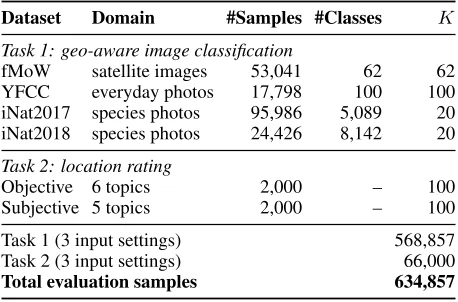 Dataset Domain #Samples #Classes K
Task 1: geo-aware image classification
fMoW satellite images 53,041 62 62
YFCC everyday photos 17,798 100 100
iNat2017 species photos 95,986 5,089 20
iNat2018 species photos 24,426 8,142 20
Task 2: location rating
Objective 6 topics 2,000 – 100
Subjective 5 topics 2,000 – 100
Task 1 (3 input settings) 568,857
Task 2 (3 input settings) 66,000
Total evaluation samples 634,857